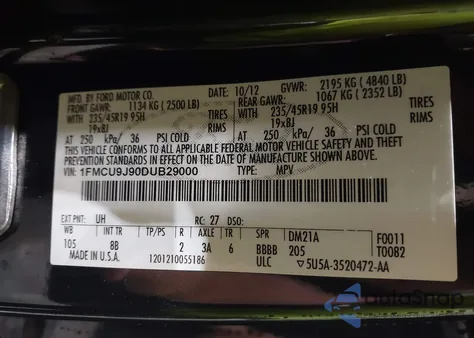 MFD. BY FORD MOTOR CO. 10/12 GVWR: 2195 KG ( 4840 LB)
FRONT GAWR: 1134 KG ( 2500 LB) REAR GAWR: 1067 KG ( 2352 LB)
WITH 235/45R19 95H TIRES WITH 235/45R19 95H TIRES
19x8J RIMS 19x8J RIMS
AT 250 kPa/ 36 PSI COLD AT 250 kPa/ 36 PSI COLD
THIS VEHICLE CONFORMS TO ALL APPLICABLE FEDERAL MOTOR VEHICLE SAFETY AND THEFT
PREVENTION STANDARDS IN EFFECT ON THE DATE OF MANUFACTURE SHOWN ABOVE.
VIN: 1FMCU9J90DUB29000 TYPE: MPV
EXT PNT: UH RC: 27 DSO:
WB INT TR TP/PS R AXLE TR SPR DM21A F0011
105 8B 2 3A 6 BBBB 205 T0082
MADE IN U.S.A. 1201210055186 ULC 5U5A-3520472-AA
AutoSnap